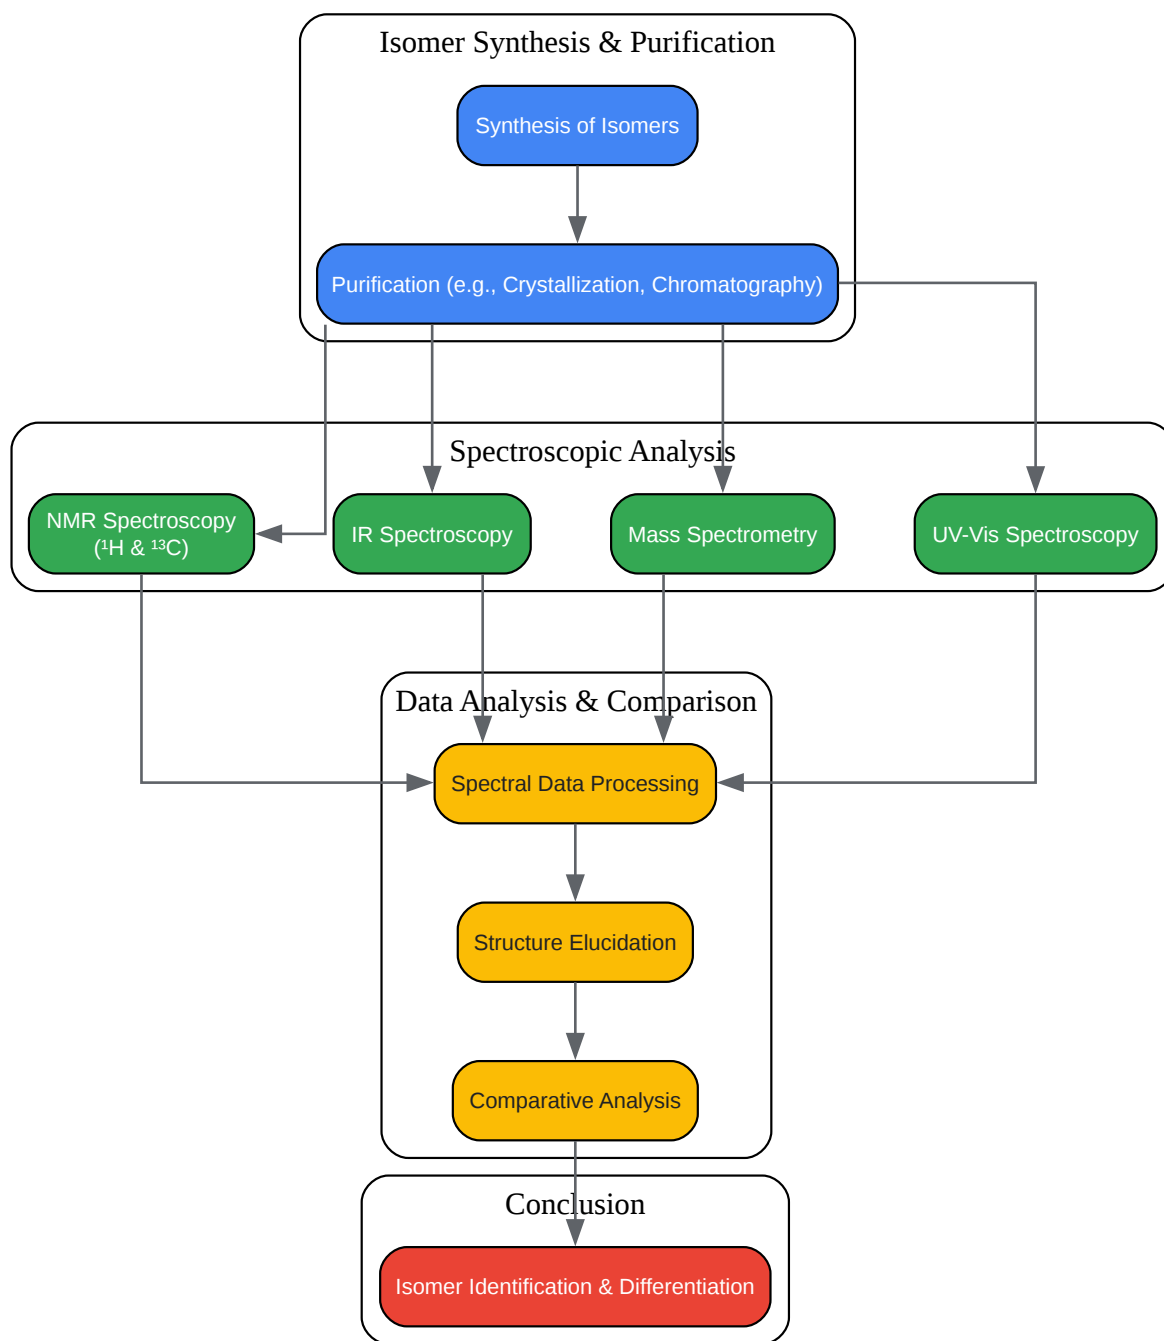 Isomer Synthesis & Purification
Synthesis of Isomers
Purification (e.g., Crystallization, Chromatography)
Spectroscopic Analysis
NMR Spectroscopy
(¹H & ¹³C)
IR Spectroscopy
Mass Spectrometry
UV-Vis Spectroscopy
Data Analysis & Comparison
Spectral Data Processing
Structure Elucidation
Comparative Analysis
Conclusion
Isomer Identification & Differentiation